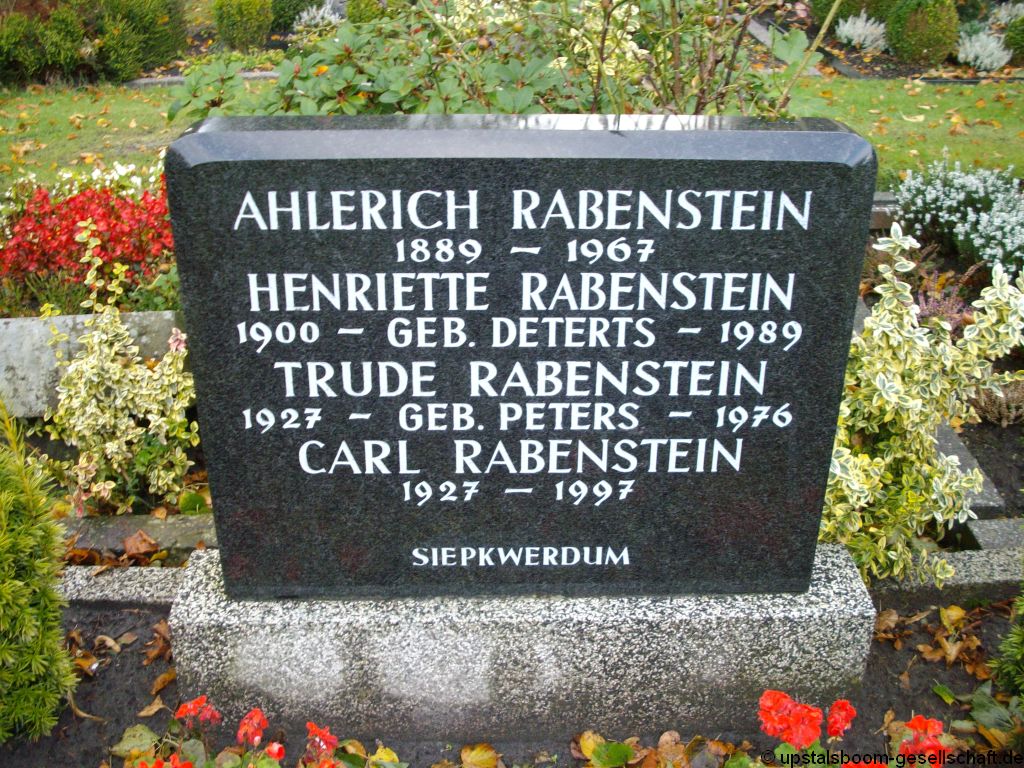 AHLERICH RABENSTEIN
1889 – 1967
HENRIETTE RABENSTEIN
1900 – GEB. DETERTS – 1989
TRUDE RABENSTEIN
1927 – GEB. PETERS – 1976
CARL RABENSTEIN
1927 – 1997
SIEPKWERDUM
© upstalsboom-gesellschaft.de